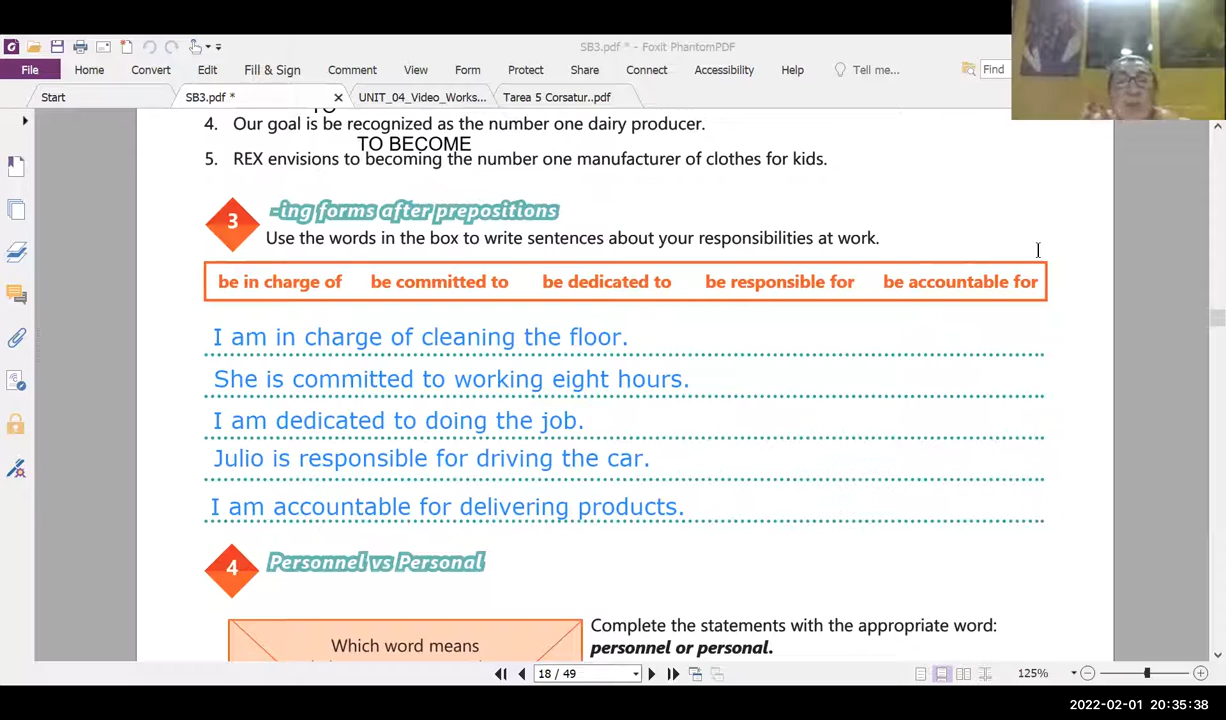 SB3.pdf * - Foxit PhantomPDF
File Home Convert Edit Fill & Sign Comment View Form Protect Share Connect Accessibility Help Tell me... Find
Start SB3.pdf * UNIT_04_Video_Works... Tarea 5 Corsatur..pdf
4. Our goal is be recognized as the number one dairy producer.
TO BECOME
5. REX envisions to becoming the number one manufacturer of clothes for kids.
3 -ing forms after prepositions
Use the words in the box to write sentences about your responsibilities at work.
be in charge of be committed to be dedicated to be responsible for be accountable for
I am in charge of cleaning the floor.
She is committed to working eight hours.
I am dedicated to doing the job.
Julio is responsible for driving the car.
I am accountable for delivering products.
4 Personnel vs Personal
Complete the statements with the appropriate word:
Which word means
personnel or personal.
18 / 49 125%
2022-02-01 20:35:38